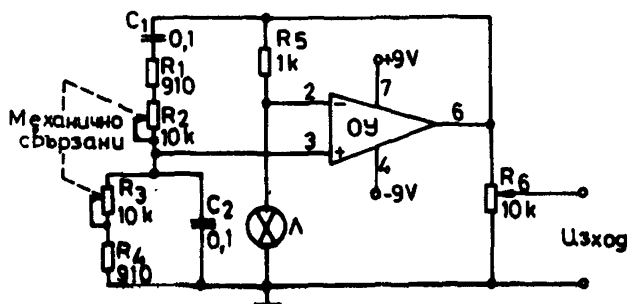 C1
0,1
R5
1k
+9V
R1
910
7
2
-
R2
10k
Механично
свързани
ОУ
6
3
+
4
-9V
R3
10k
C2
0,1
Л
R6
10k
Изход
R4
910